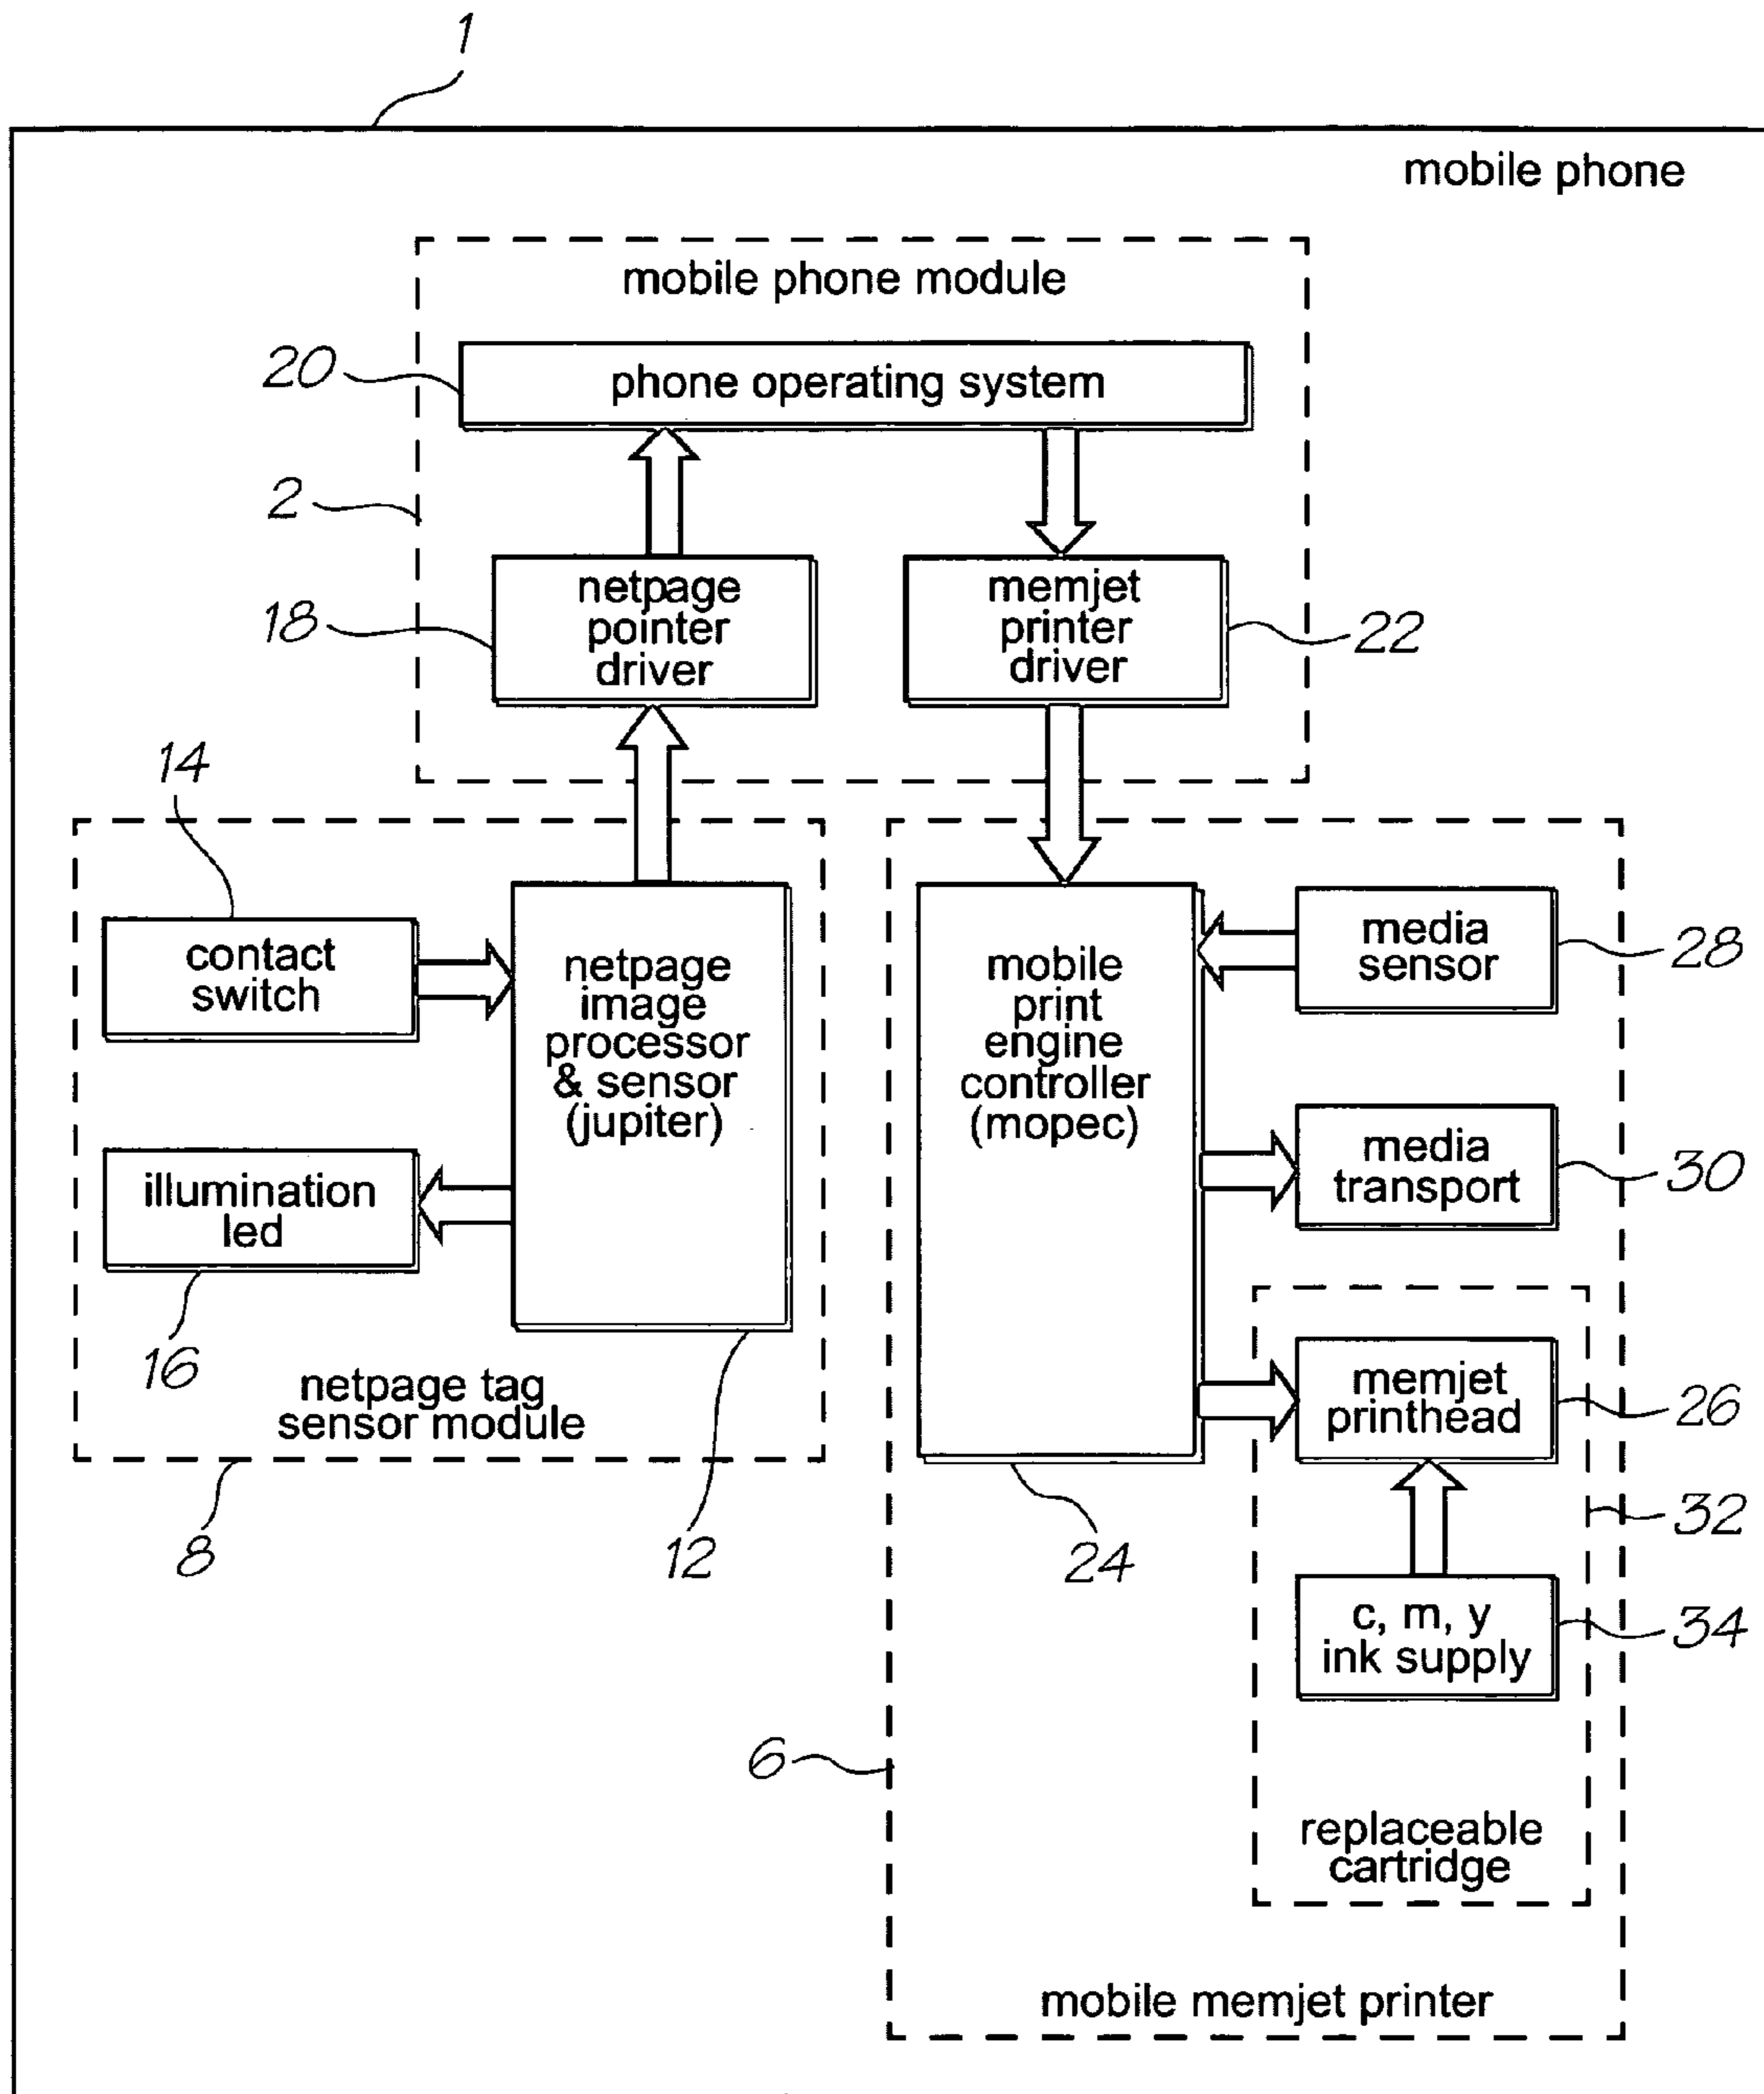 1
mobile phone
mobile phone module
20
phone operating system
2
18
netpage
pointer
driver
memjet
printer
driver
22
14
contact
switch
netpage
image
processor
& sensor
(jupiter)
illumination
led
16
netpage tag
sensor module
8
12
mobile
print
engine
controller
(mopec)
24
media
sensor
28
media
transport
30
memjet
printhead
26
32
c, m, y
ink supply
34
6
replaceable
cartridge
mobile memjet printer